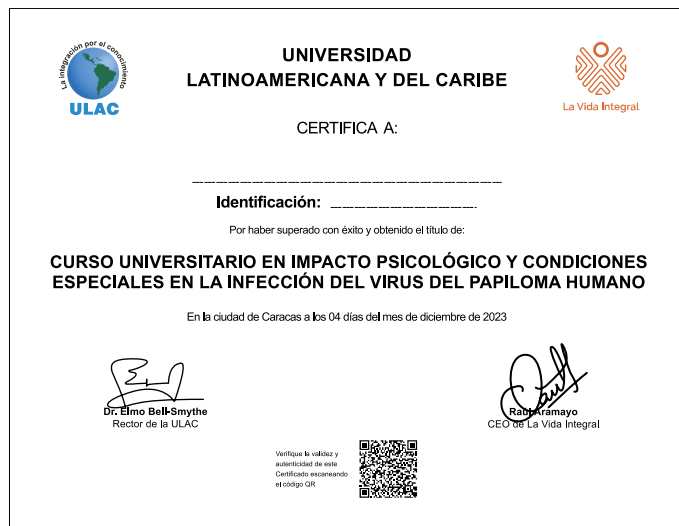 La integración por el conocimiento
ULAC
UNIVERSIDAD
LATINOAMERICANA Y DEL CARIBE
La Vida Integral
CERTIFICA A:
Identificación:
Por haber superado con éxito y obtenido el título de:
CURSO UNIVERSITARIO EN IMPACTO PSICOLÓGICO Y CONDICIONES
ESPECIALES EN LA INFECCIÓN DEL VIRUS DEL PAPILOMA HUMANO
En la ciudad de Caracas a los 04 días del mes de diciembre de 2023
Dr. Elmo Bell-Smythe
Rector de la ULAC
Raúl Aramayo
CEO de La Vida Integral
Verifique la validez y
autenticidad de este
Certificado escaneando
el código QR